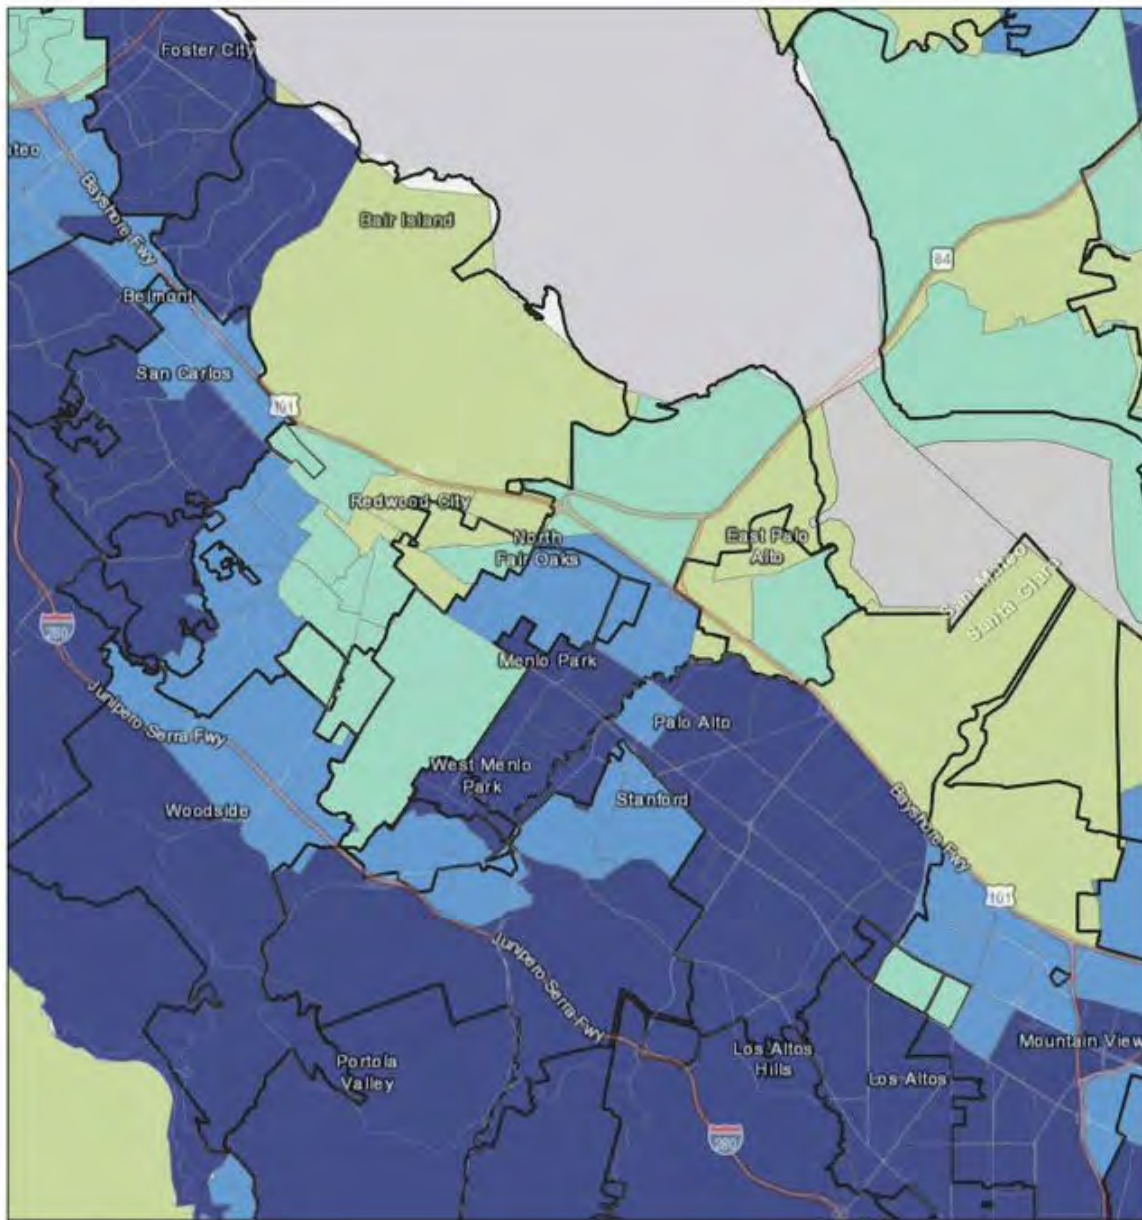 Foster City
ateo
Bayshore Fwy
Bair Island
84
Belmont
San Carlos
101
Redwood City
North
Fair Oaks
East Palo
Alto
San Mateo
Santa Clara
280
Menlo Park
Junipero Serra Fwy
Palo Alto
West Menlo
Park
Stanford
Woodside
Bayshore Fwy
101
Junipero Serra Fwy
Portola
Valley
Los Altos
Hills
Los Altos
Mountain View
280